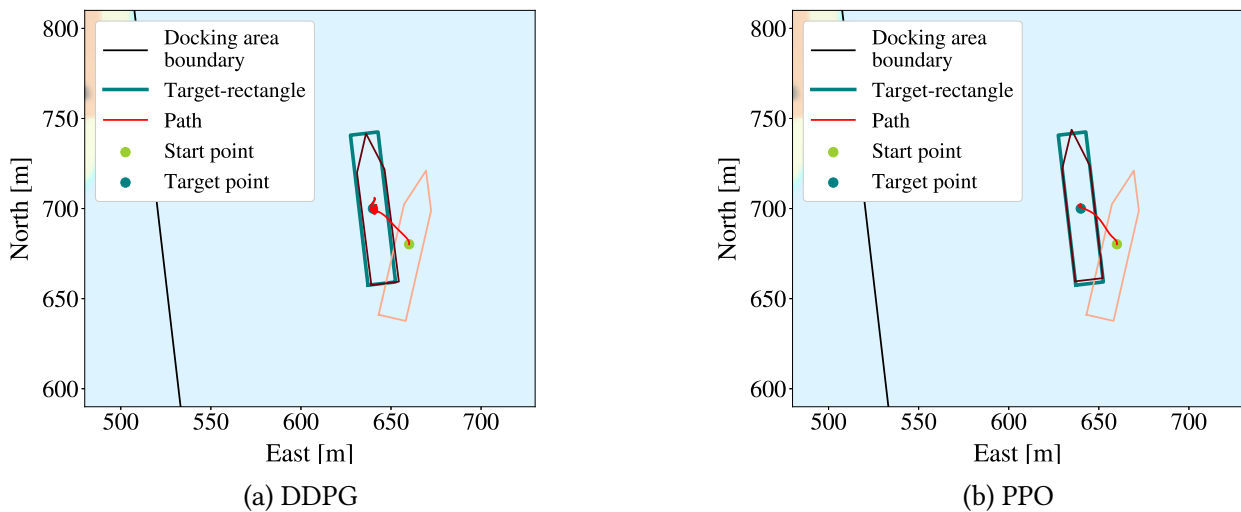 800
750
700
650
600
North [m]
Docking area
boundary
Target-rectangle
Path
Start point
Target point
500
550
600
650
700
East [m]
(a) DDPG
800
750
700
650
600
North [m]
Docking area
boundary
Target-rectangle
Path
Start point
Target point
500
550
600
650
700
East [m]
(b) PPO